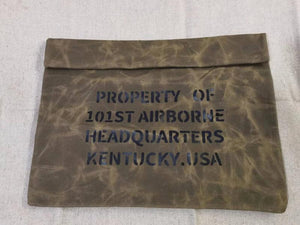 PROPERTY OF
101ST AIRBORNE
HEADQUARTERS
KENTUCKY.USA